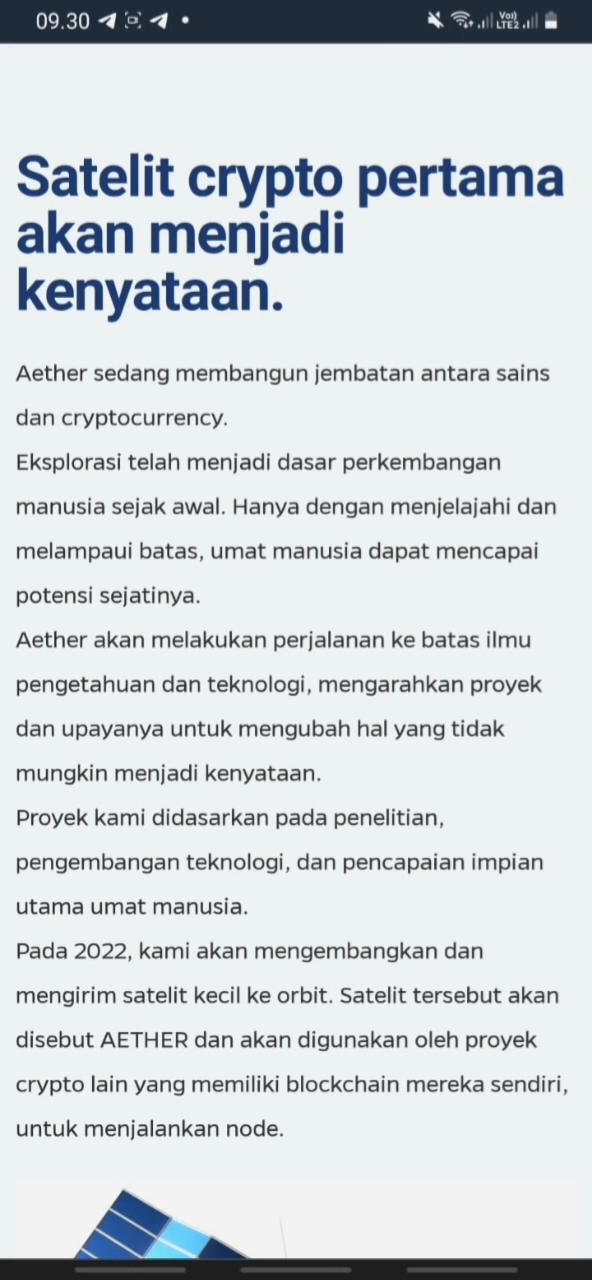 09.30
Vo))
LTE2
Satelit crypto pertama
akan menjadi
kenyataan.
Aether sedang membangun jembatan antara sains
dan cryptocurrency.
Eksplorasi telah menjadi dasar perkembangan
manusia sejak awal. Hanya dengan menjelajahi dan
melampaui batas, umat manusia dapat mencapai
potensi sejatinya.
Aether akan melakukan perjalanan ke batas ilmu
pengetahuan dan teknologi, mengarahkan proyek
dan upayanya untuk mengubah hal yang tidak
mungkin menjadi kenyataan.
Proyek kami didasarkan pada penelitian,
pengembangan teknologi, dan pencapaian impian
utama umat manusia.
Pada 2022, kami akan mengembangkan dan
mengirim satelit kecil ke orbit. Satelit tersebut akan
disebut AETHER dan akan digunakan oleh proyek
crypto lain yang memiliki blockchain mereka sendiri,
untuk menjalankan node.